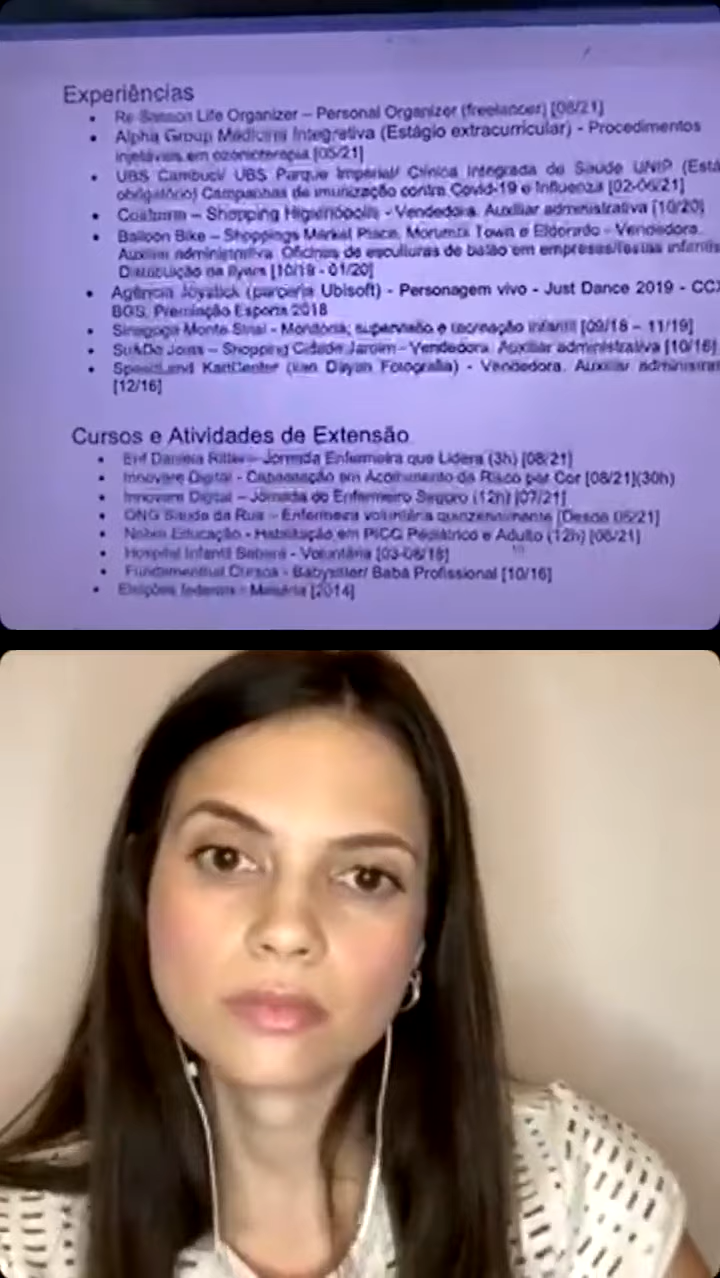 Experiências
• Re Sasson Life Organizer – Personal Organizer (freelancer) [08/21]
• Alpha Group Medicina Integrativa (Estágio extracurricular) - Procedimentos
injetáveis em ozonioterapia [05/21]
• UBS Cambuci/ UBS Parque Imperial/ Clínica Integrada de Saúde UNIP (Está
obrigatório) Campanhas de imunização contra Covid-19 e Influenza [02-06/21]
• – Shopping Higienópolis - Vendedora. Auxiliar administrativa [10/20]
• Balloon Bike – Shoppings Market Place, Morumbi Town e Eldorado - Vendedora.
Auxiliar administrativa. Oficinas de esculturas de balão em empresas/festas infantis
Distribuição de flyers [10/19 - 01/20]
• Agência Joystick (parceria Ubisoft) - Personagem vivo - Just Dance 2019 - CCX
BGS, Premiação Esports 2018
• Sinagoga Monte Sinai - Monitoria; supervisão e recreação infantil [09/18 – 11/19]
• – Shopping Cidade Jardim - Vendedora. Auxiliar administrativa [10/16]
• Speedland KartCenter Fotografia) - Vendedora. Auxiliar administrat
[12/16]
Cursos e Atividades de Extensão
• Enf Daniela – Jornada Enfermeira que Lidera (3h) [08/21]
• Innovare Digital - Capacitação em Acolhimento de Risco por Cor [08/21](30h)
• Innovare Digital – Jornada do Enfermeiro Seguro (12h) [07/21]
• ONG Saúde da Rua – Enfermeira voluntária quinzenalmente [Desde 05/21]
• Educação - Habilitação em PICC Pediátrico e Adulto (12h) [06/21]
• Hospital Infantil Sabará - Voluntária [03-08/18]
• Cursos - Babysitter/ Babá Profissional [10/16]
• Eleições federais - Mesária [2014]